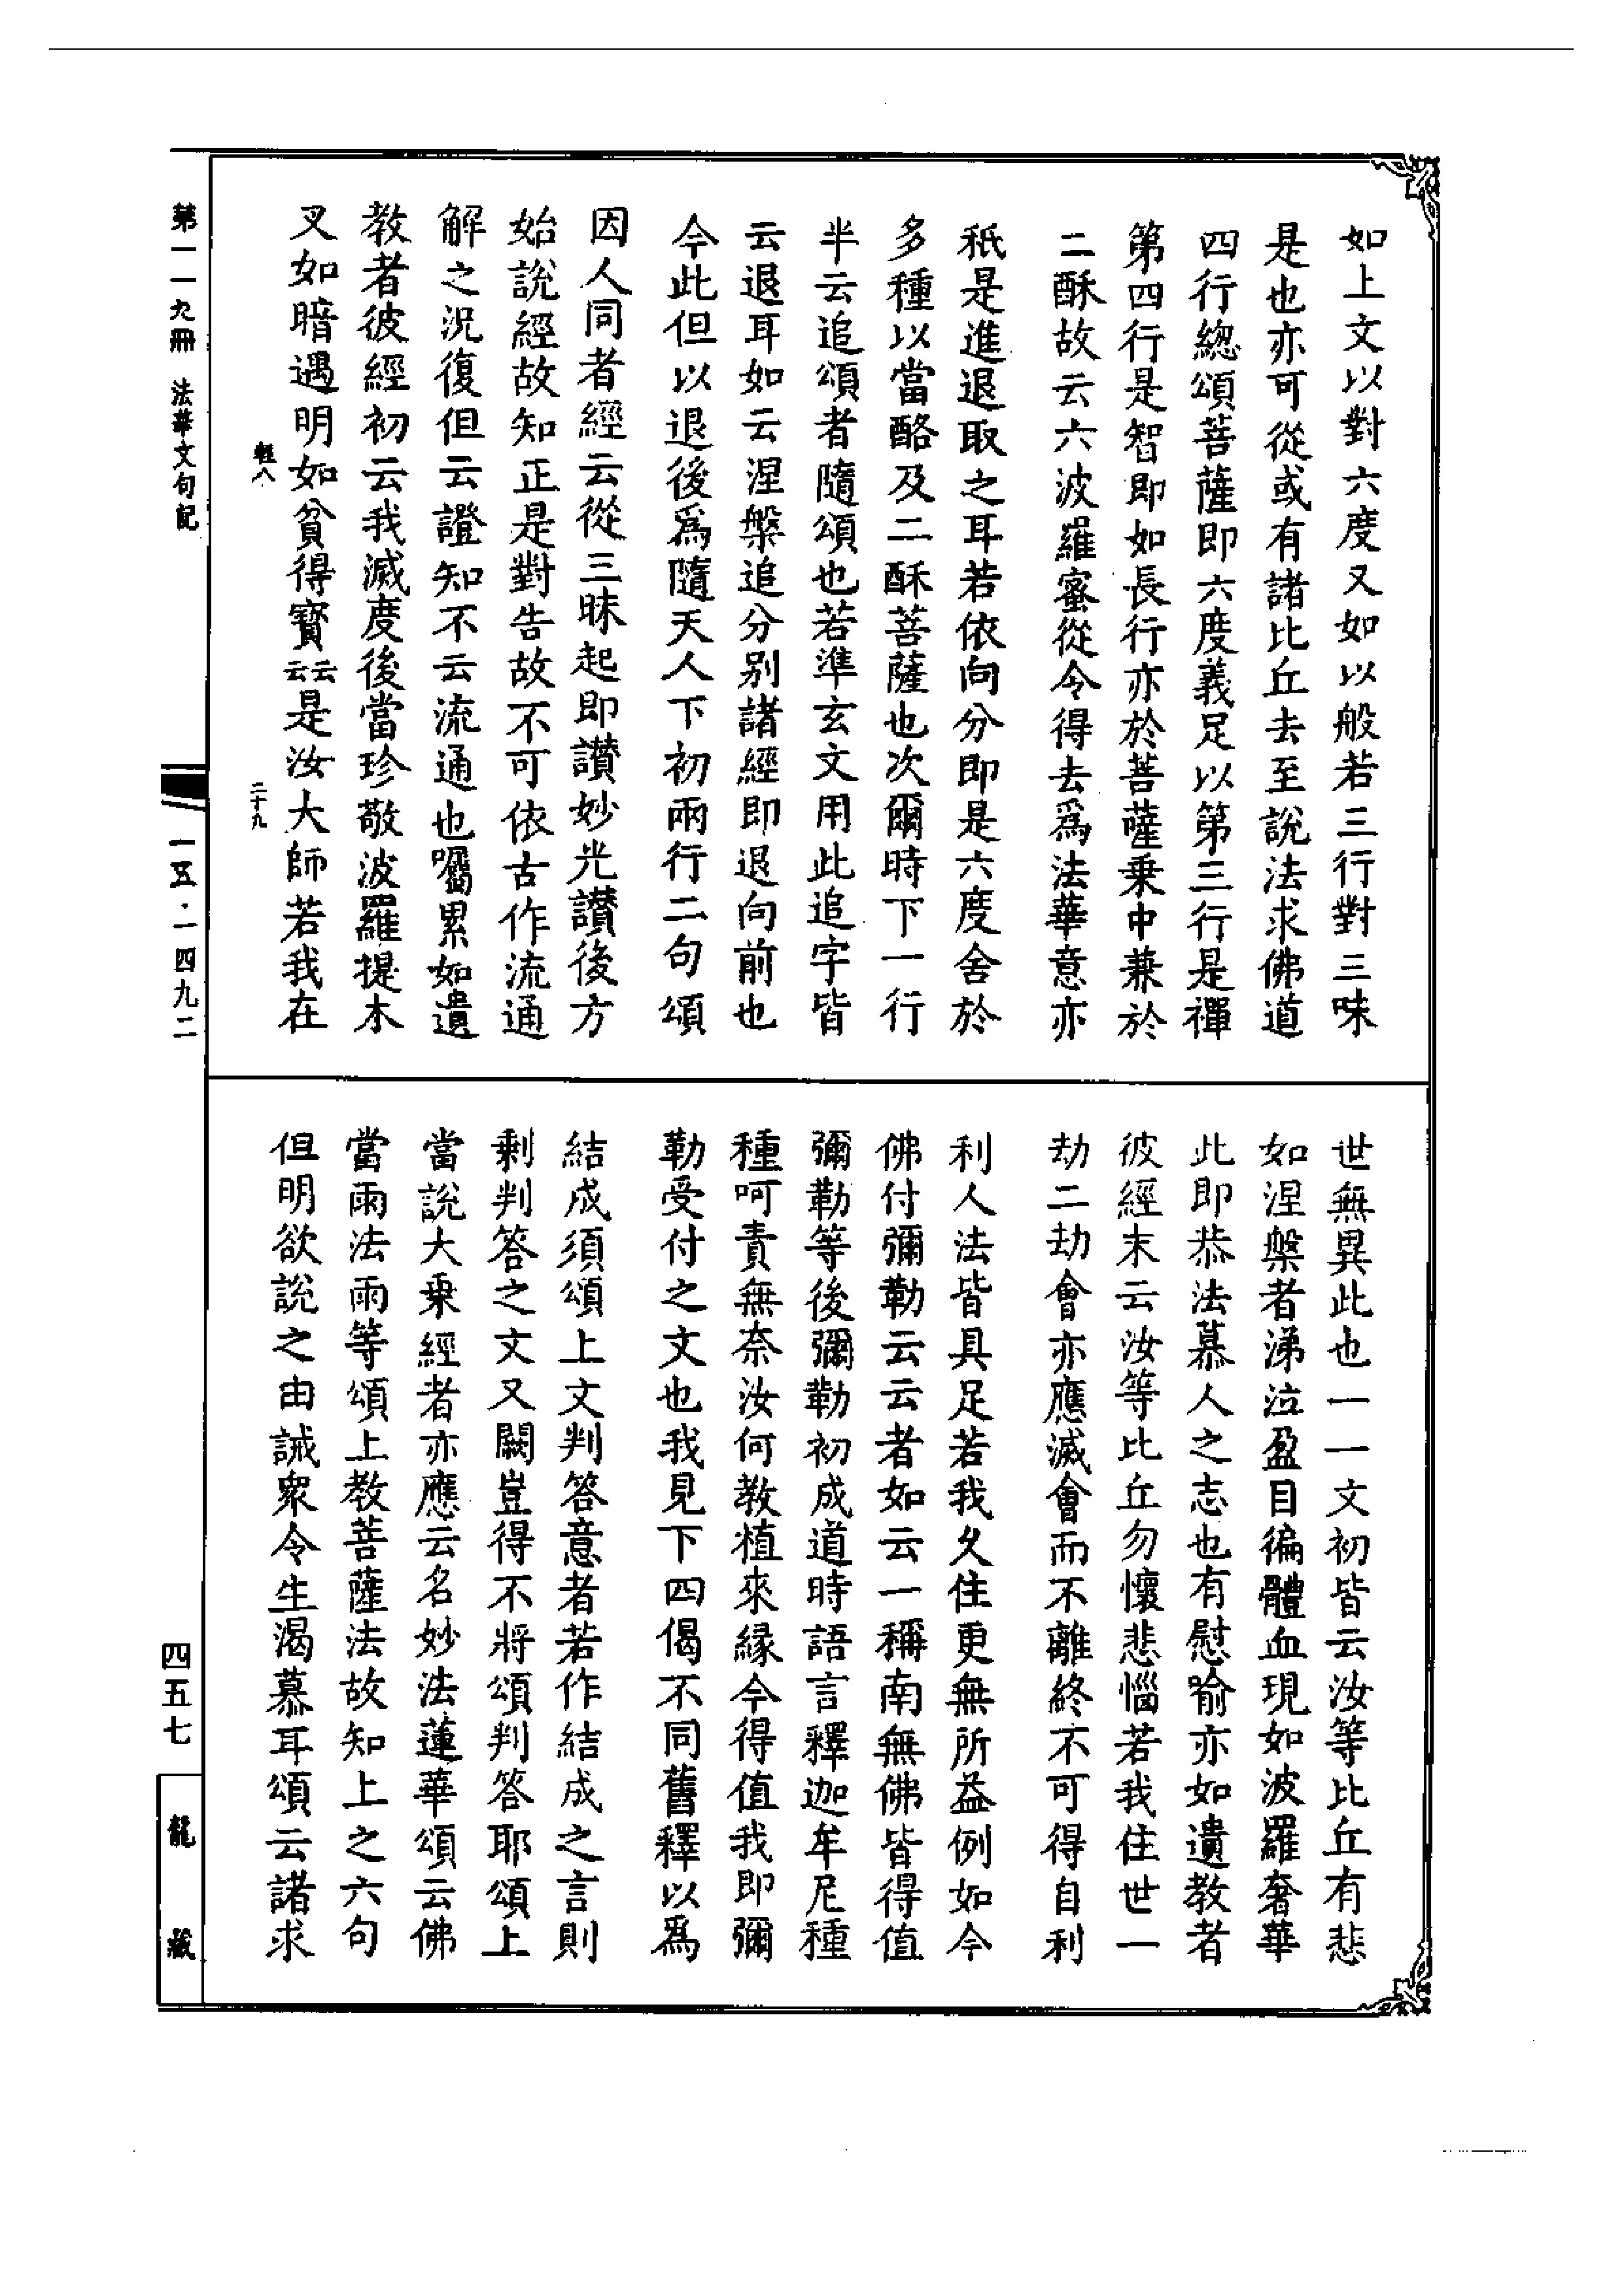 如上文以對六度又如以般若三行對三味
是也亦可從或有諸比丘去至說法求佛道
四行總頌菩薩即六度義足以第三行是禪
第四行是智即如長行亦於菩薩乘中兼於
二酥故云六波羅蜜從令得去爲法華意亦
秖是進退取之耳若依向分即是六度舍於
多種以當酪及二酥菩薩也次爾時下一行
半云追頌者隨頌也若準玄文用此追字皆
云退耳如云涅槃追分別諸經即退向前也
今此但以退後爲隨天人下初兩行二句頌
因人同者經云從三昧起即讚妙光讃後方
始說經故知正是對告故不可依古作流通
解之況復但云證知不云流通也囑累如遺
教者彼經初云我滅度後當珍敬波羅提木
叉如暗遇明如貧得寶云云是汝大師若我在
世無異此也一一文初皆云汝等比丘有悲
如涅槃者涕泣盈目徧體血現如波羅奢華
此即恭法慕人之志也有慰喻亦如遺教者
彼經末云汝等比丘勿懷悲惱若我住世一
劫二劫會亦應滅會而不離終不可得自利
利人法皆具足若我久住更無所益例如今
佛付彌勒云云者如云一稱南無佛皆得值
彌勒等後彌勒初成道時語言釋迦牟尼種
種呵責無奈汝何教植來緣今得值我即彌
勒受付之文也我見下四偈不同舊釋以爲
結成須頌上文判答意者若作結成之言則
剩判答之文又闕豈得不將頌判答耶頌上
當說大乘經者亦應云名妙法蓮華頌云佛
當雨法雨等頌上教菩薩法故知上之六句
但明欲說之由誡衆令生渴慕耳頌云諸求
輕八
二十九
第一一九冊 法華文句記
一五·一四九二
四五七
龍藏